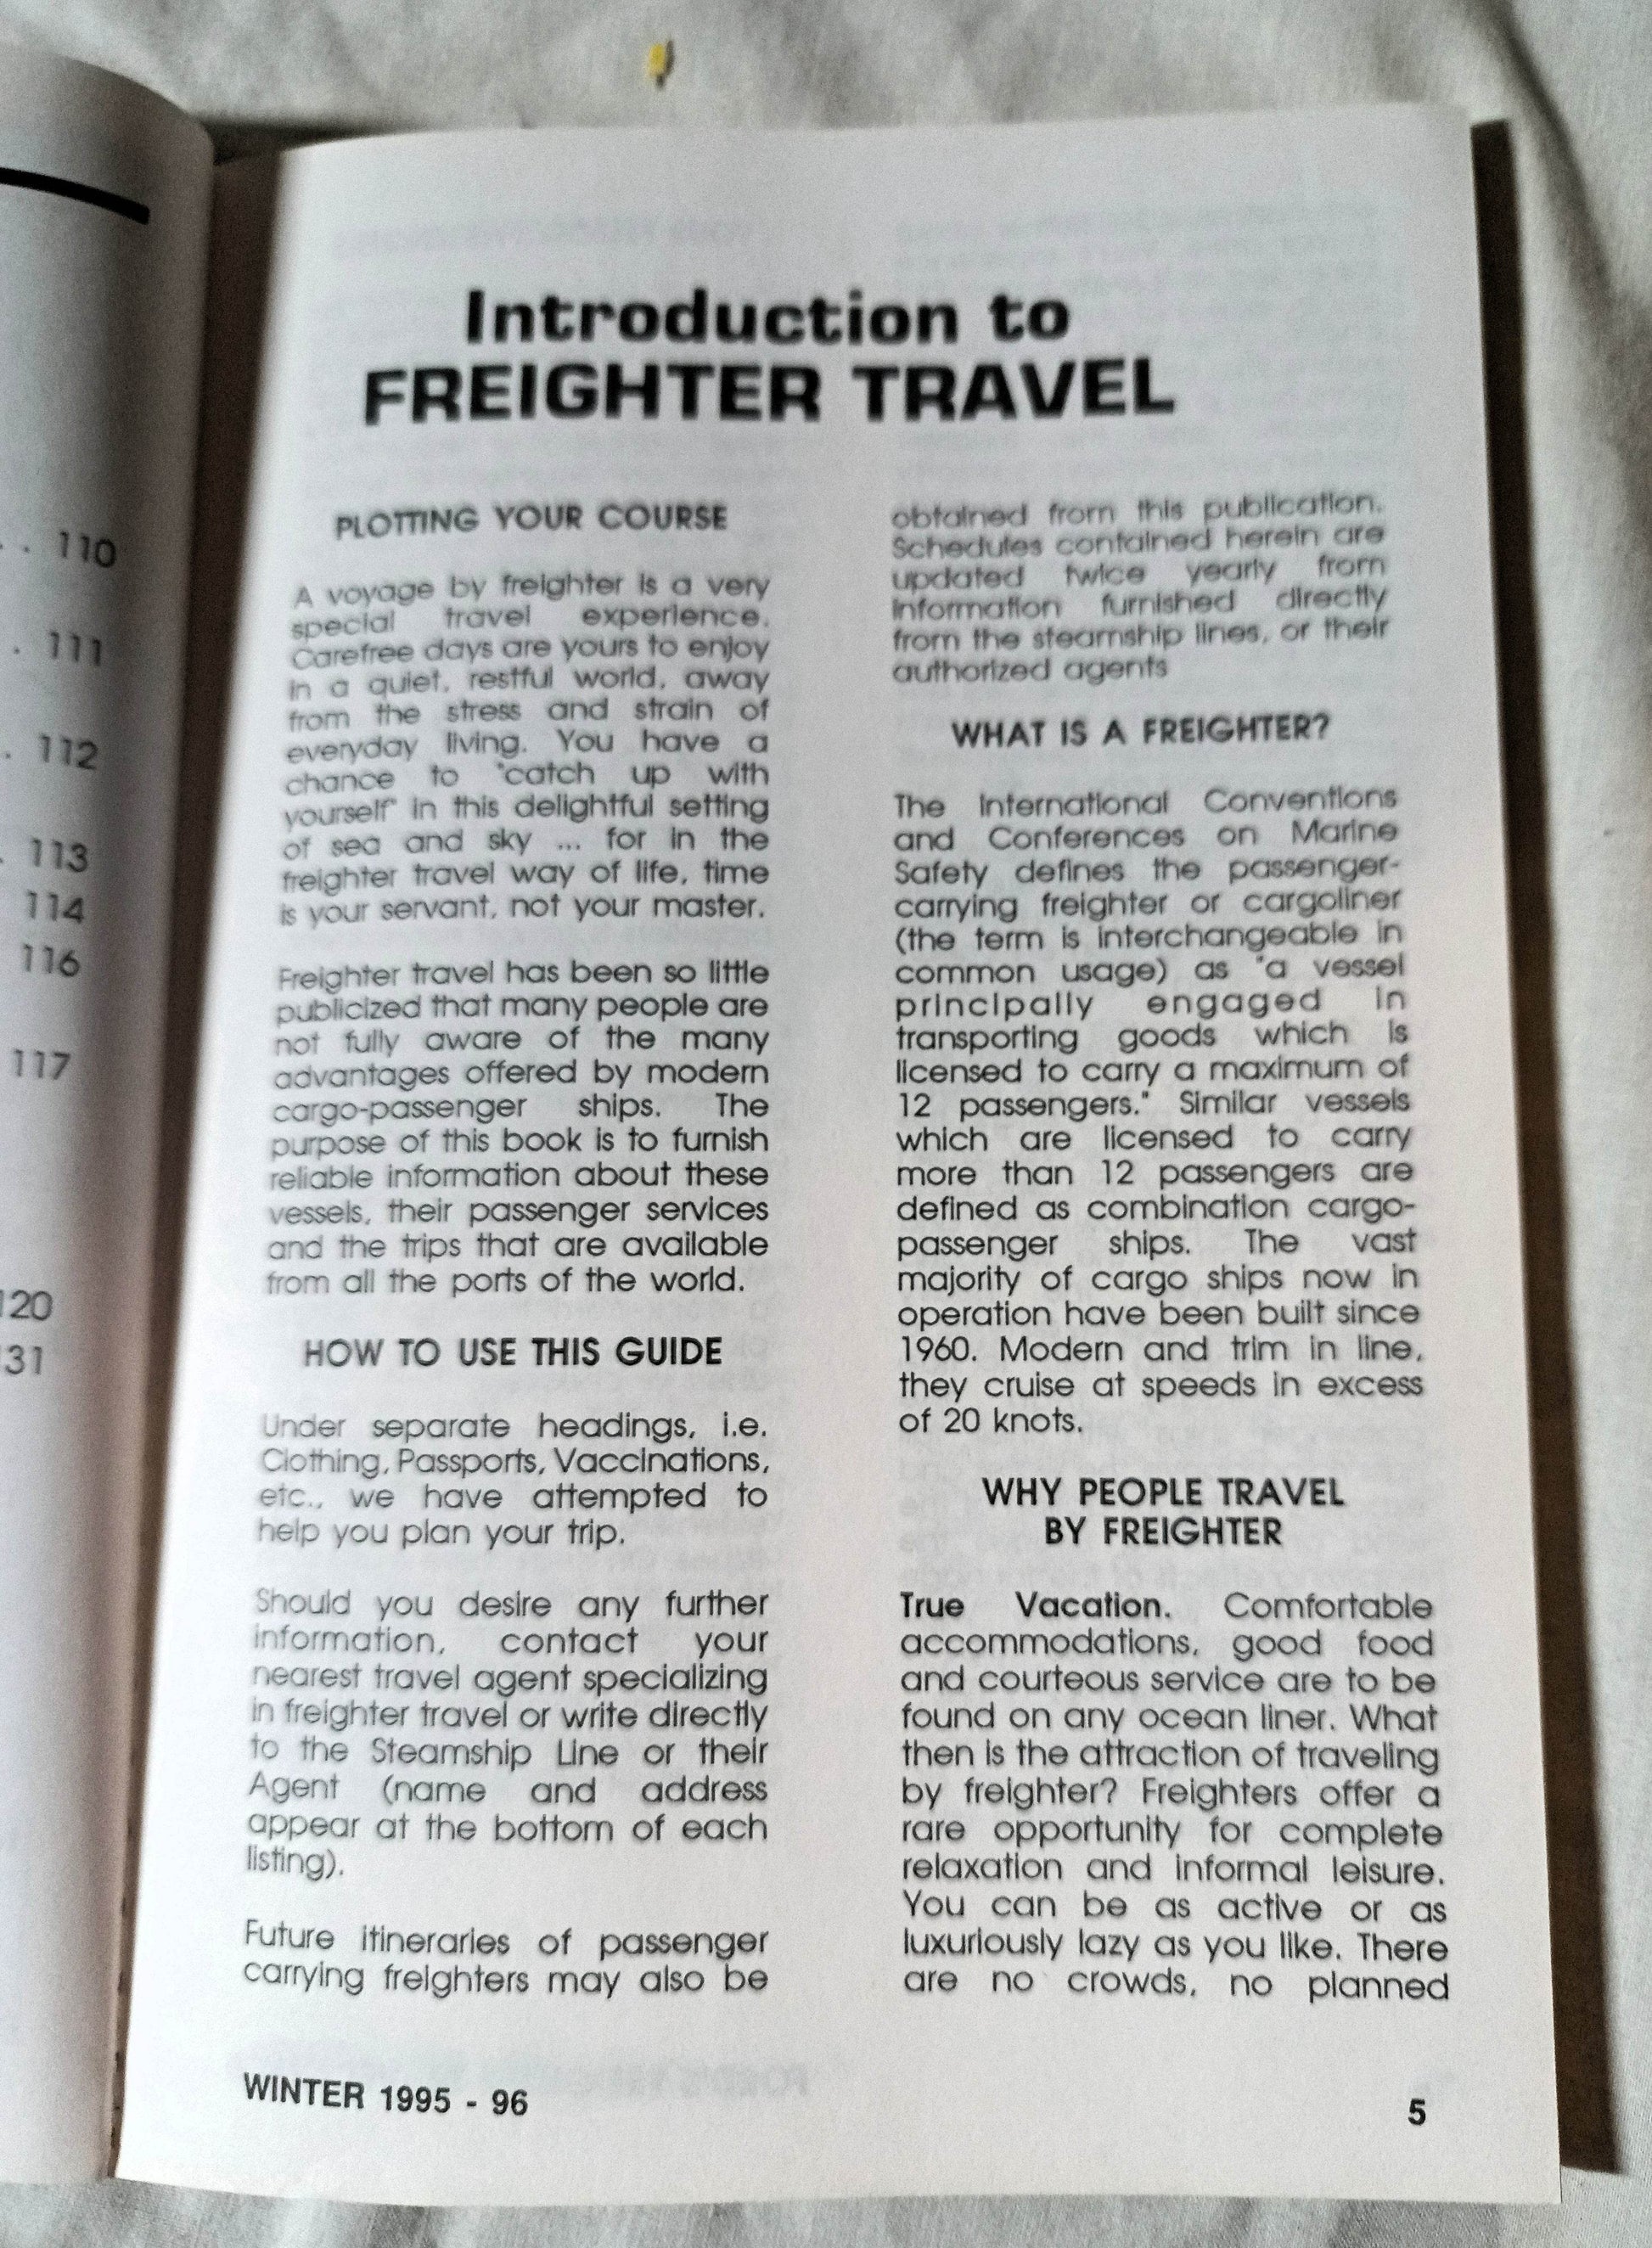 . . 110
. 111
. 112
. 113
114
116
117
120
131
Introduction to
FREIGHTER TRAVEL
PLOTTING YOUR COURSE
A voyage by freighter is a very
special travel experience.
Carefree days are yours to enjoy
in a quiet, restful world, away
from the stress and strain of
everyday living. You have a
chance to "catch up with
yourself" in this delightful setting
of sea and sky ... for in the
freighter travel way of life, time
is your servant, not your master.
Freighter travel has been so little
publicized that many people are
not fully aware of the many
advantages offered by modern
cargo-passenger ships. The
purpose of this book is to furnish
reliable information about these
vessels, their passenger services
and the trips that are available
from all the ports of the world.
HOW TO USE THIS GUIDE
Under separate headings, i.e.
Clothing, Passports, Vaccinations,
etc., we have attempted to
help you plan your trip.
Should you desire any further
information, contact your
nearest travel agent specializing
in freighter travel or write directly
to the Steamship Line or their
Agent (name and address
appear at the bottom of each
listing).
Future itineraries of passenger
carrying freighters may also be
obtained from this publication.
Schedules contained herein are
updated twice yearly from
information furnished directly
from the steamship lines, or their
authorized agents
WHAT IS A FREIGHTER?
The International Conventions
and Conferences on Marine
Safety defines the passenger-
carrying freighter or cargoliner
(the term is interchangeable in
common usage) as "a vessel
principally engaged in
transporting goods which is
licensed to carry a maximum of
12 passengers." Similar vessels
which are licensed to carry
more than 12 passengers are
defined as combination cargo-
passenger ships. The vast
majority of cargo ships now in
operation have been built since
1960. Modern and trim in line,
they cruise at speeds in excess
of 20 knots.
WHY PEOPLE TRAVEL
BY FREIGHTER
True Vacation. Comfortable
accommodations, good food
and courteous service are to be
found on any ocean liner. What
then is the attraction of traveling
by freighter? Freighters offer a
rare opportunity for complete
relaxation and informal leisure.
You can be as active or as
luxuriously lazy as you like. There
are no crowds, no planned
WINTER 1995 - 96
5